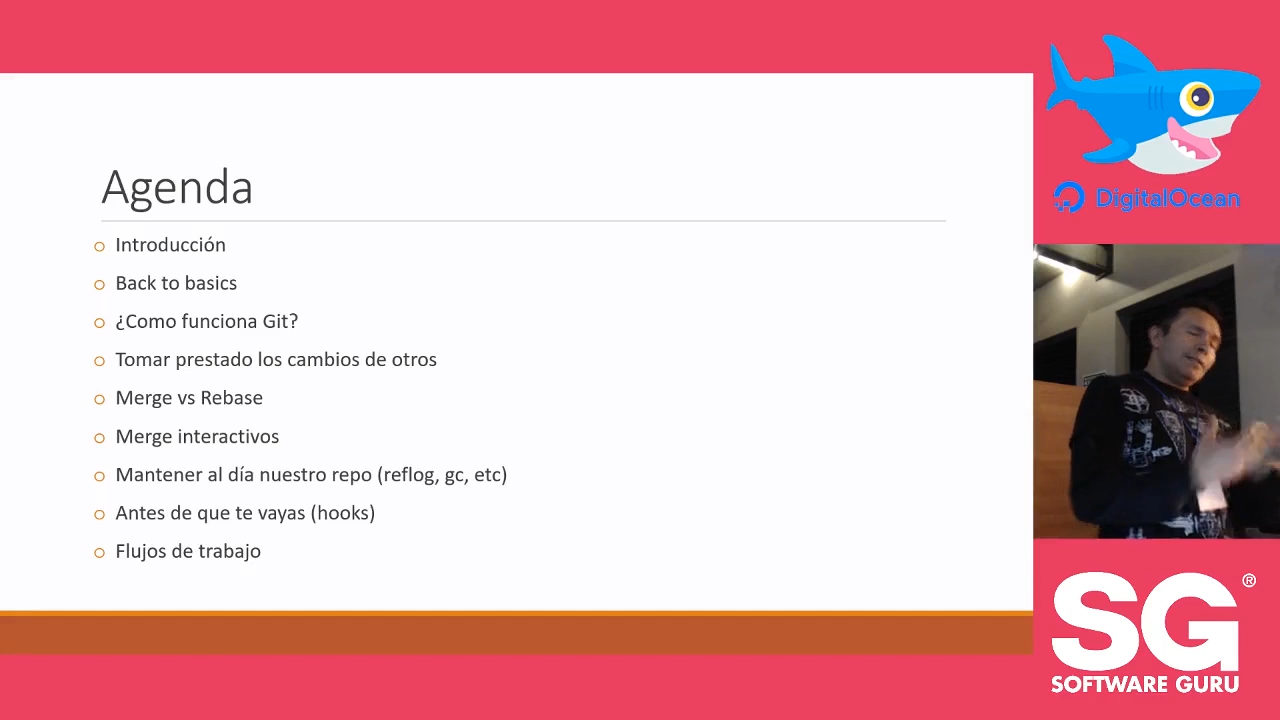 Agenda
Introducción
Back to basics
¿Como funciona Git?
Tomar prestado los cambios de otros
Merge vs Rebase
Merge interactivos
Mantener al día nuestro repo (reflog, gc, etc)
Antes de que te vayas (hooks)
Flujos de trabajo
DigitalOcean
SG®
SOFTWARE GURU